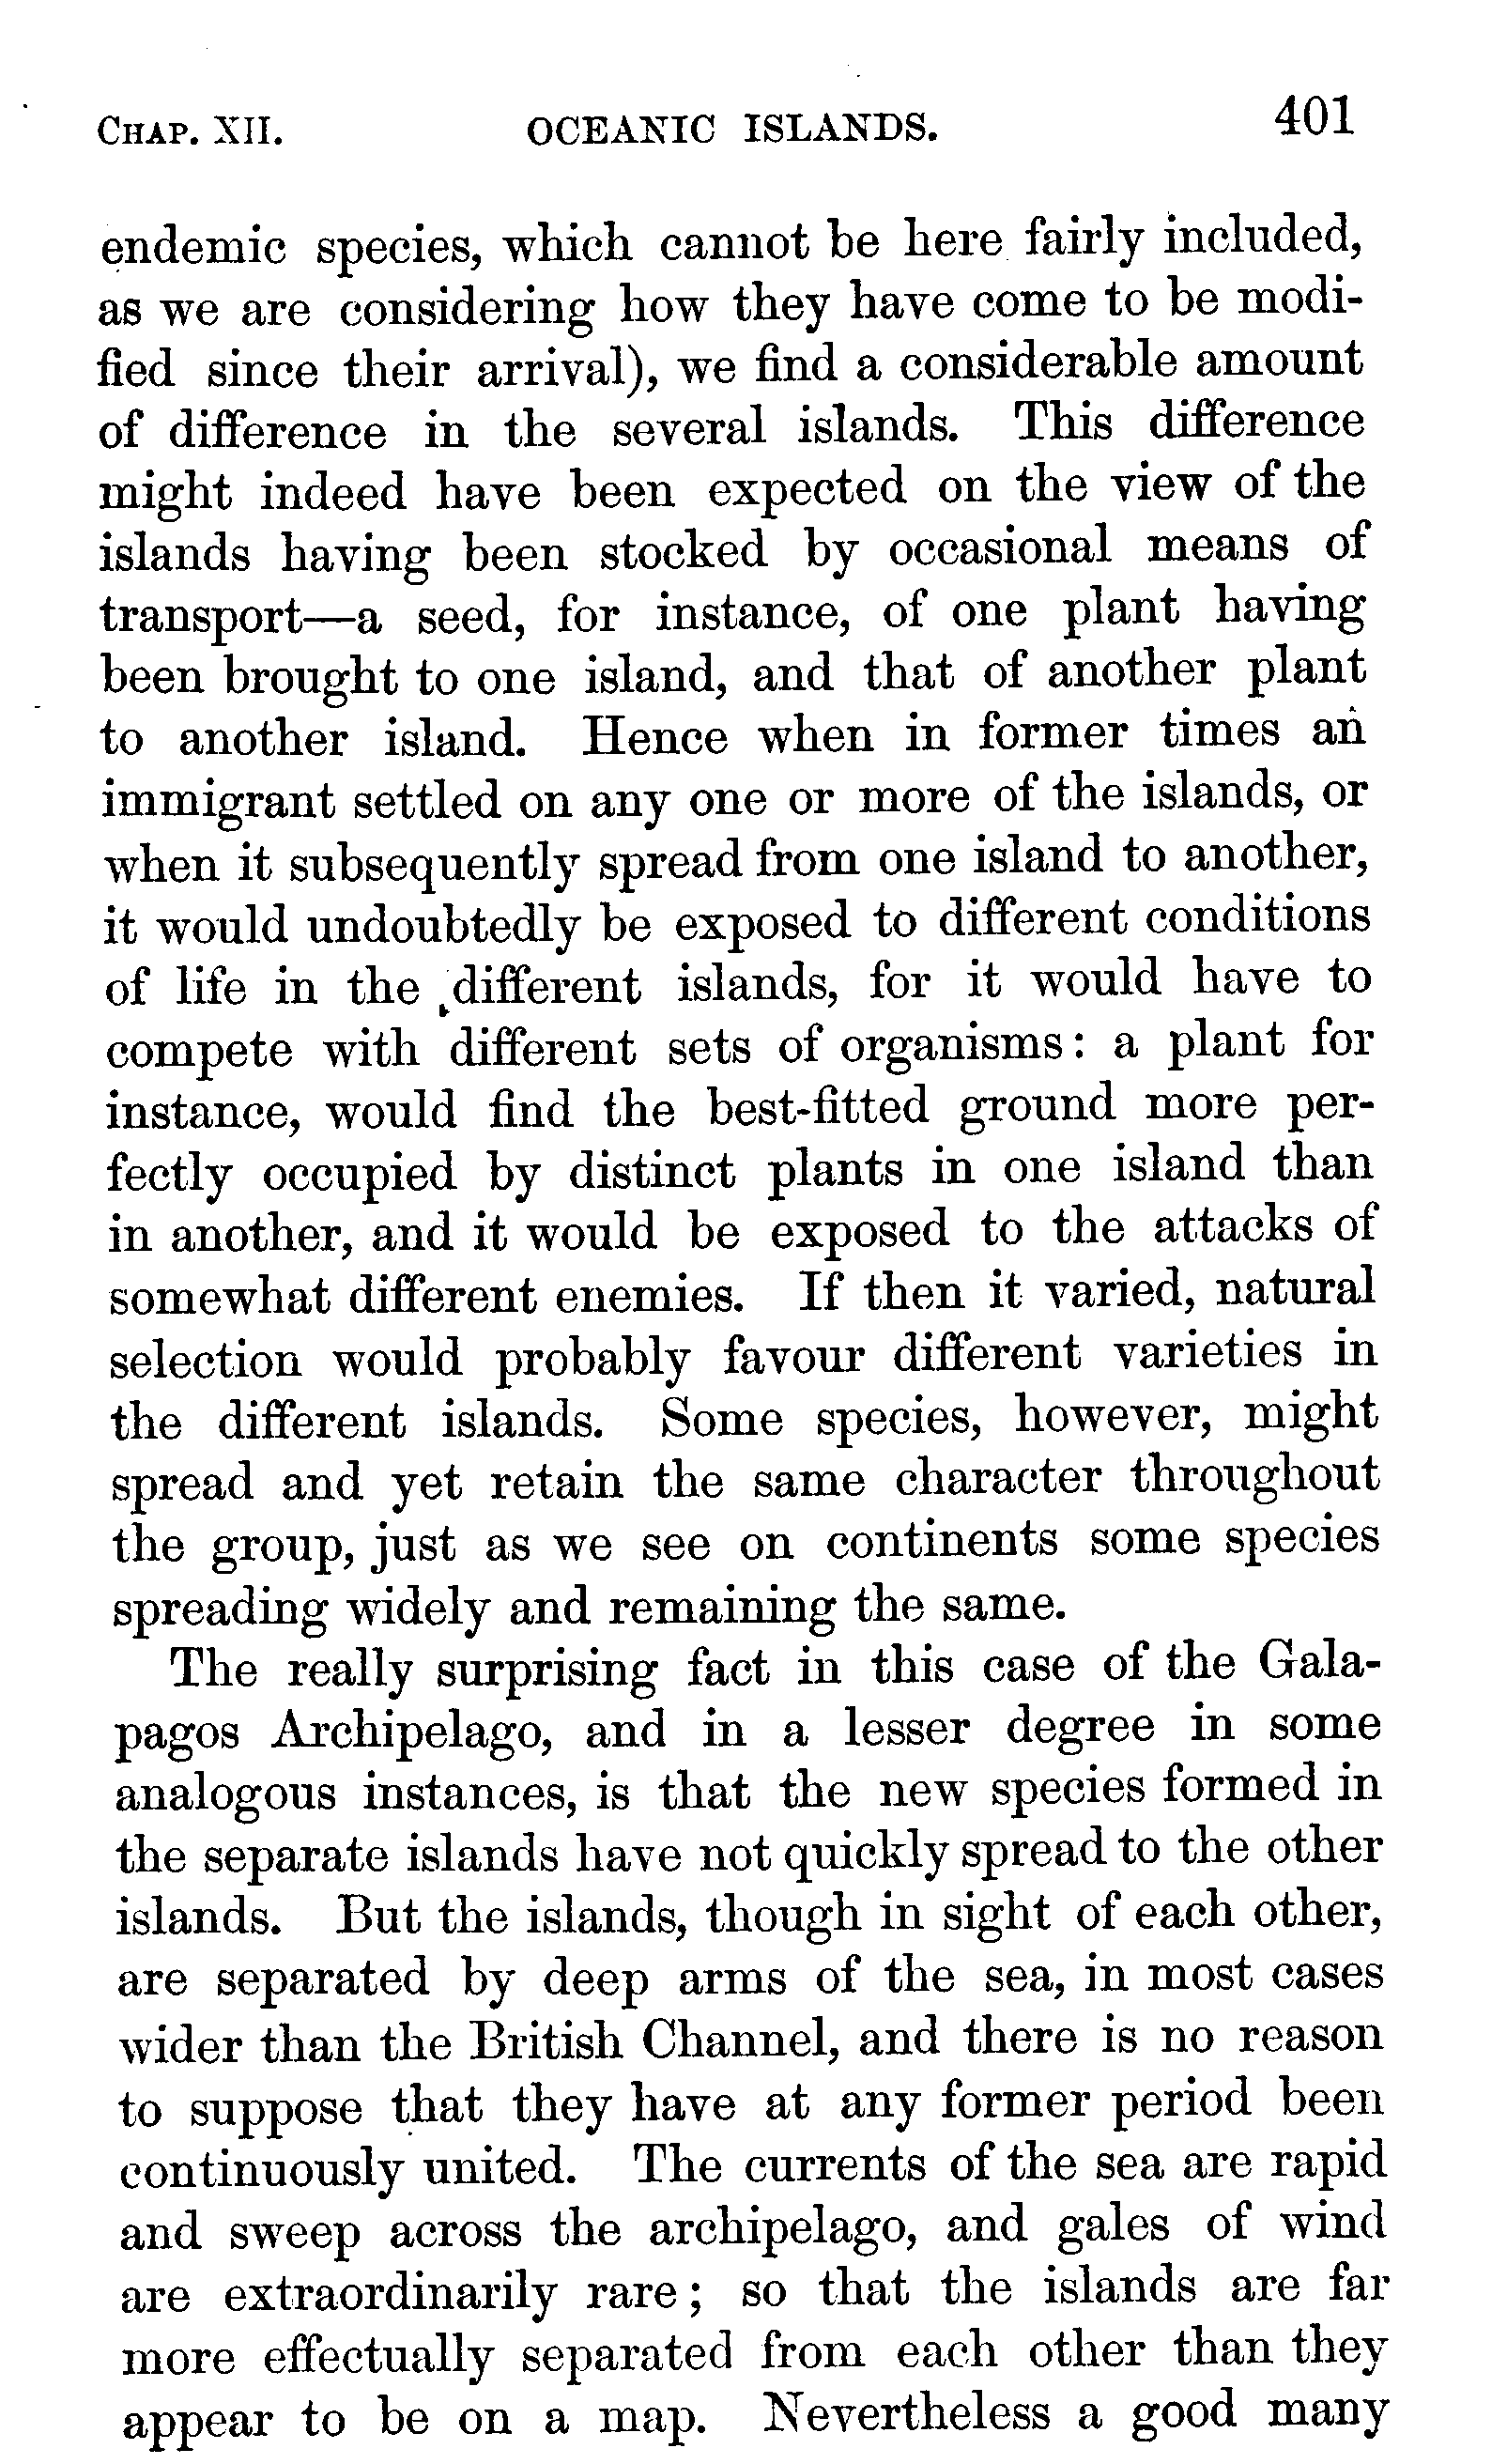 CHAP. XII. OCEANIC ISLANDS. 401
endemic species, which cannot be here fairly included,
as we are considering how they have come to be modi-
fied since their arrival), we find a considerable amount
of difference in the several islands. This difference
might indeed have been expected on the view of the
islands having been stocked by occasional means of
transport—a seed, for instance, of one plant having
been brought to one island, and that of another plant
to another island. Hence when in former times an
immigrant settled on any one or more of the islands, or
when it subsequently spread from one island to another,
it would undoubtedly be exposed to different conditions
of life in the different islands, for it would have to
compete with different sets of organisms: a plant for
instance, would find the best-fitted ground more per-
fectly occupied by distinct plants in one island than
in another, and it would be exposed to the attacks of
somewhat different enemies. If then it varied, natural
selection would probably favour different varieties in
the different islands. Some species, however, might
spread and yet retain the same character throughout
the group, just as we see on continents some species
spreading widely and remaining the same.
The really surprising fact in this case of the Gala-
pagos Archipelago, and in a lesser degree in some
analogous instances, is that the new species formed in
the separate islands have not quickly spread to the other
islands. But the islands, though in sight of each other,
are separated by deep arms of the sea, in most cases
wider than the British Channel, and there is no reason
to suppose that they have at any former period been
continuously united. The currents of the sea are rapid
and sweep across the archipelago, and gales of wind
are extraordinarily rare; so that the islands are far
more effectually separated from each other than they
appear to be on a map. Nevertheless a good many